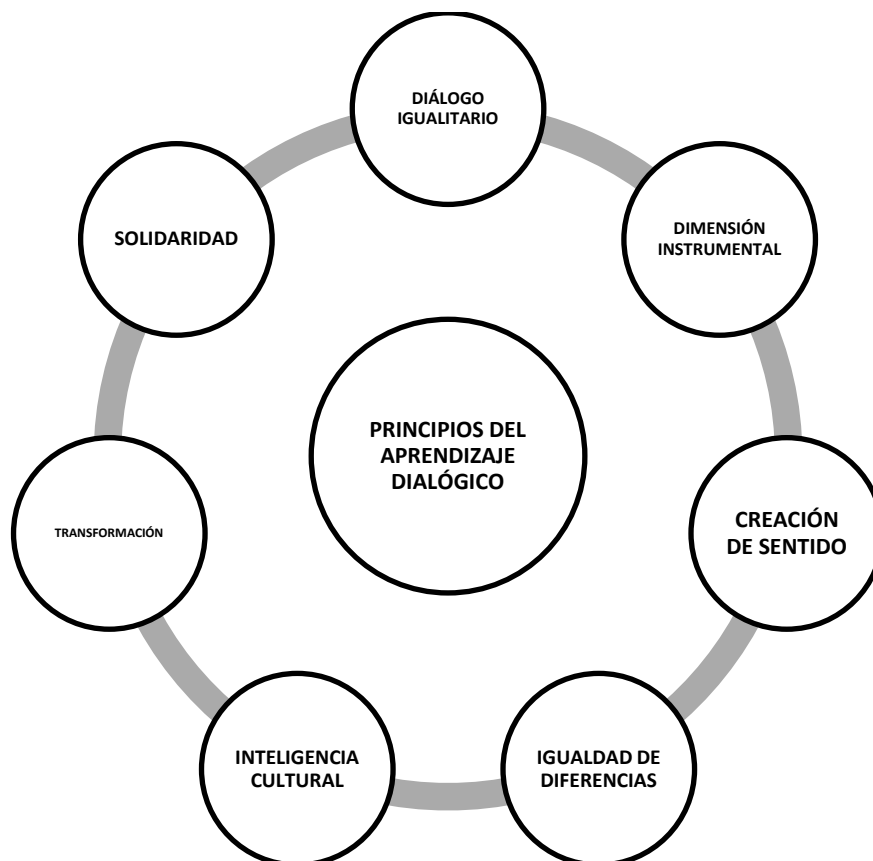 DIÁLOGO
IGUALITARIO
DIMENSIÓN
INSTRUMENTAL
CREACIÓN
DE SENTIDO
IGUALDAD DE
DIFERENCIAS
INTELIGENCIA
CULTURAL
TRANSFORMACIÓN
SOLIDARIDAD
PRINCIPIOS DEL
APRENDIZAJE
DIALÓGICO